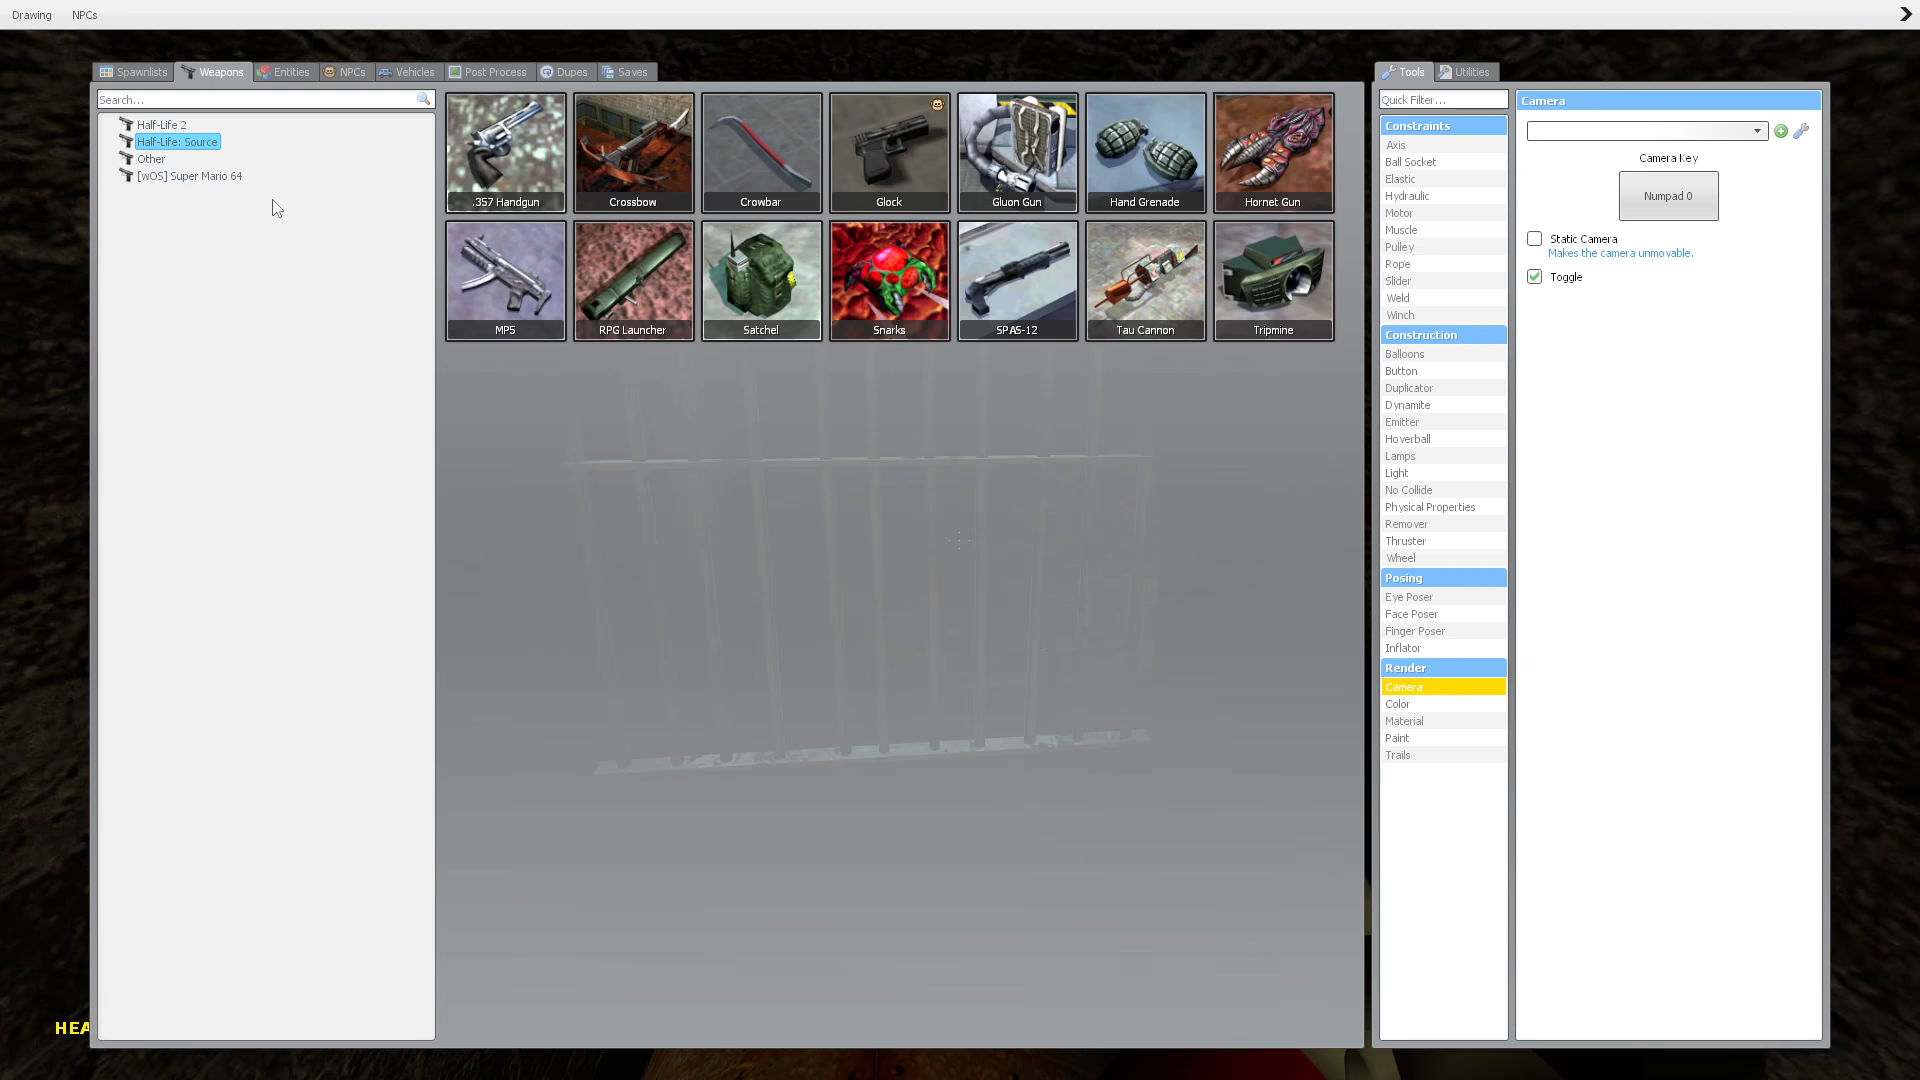 Drawing NPCs
Spawnlists Weapons Entities NPCs Vehicles Post Process Dupes Saves
Search...
Half-Life 2
Half-Life: Source
Other
[wOS] Super Mario 64
.357 Handgun Crossbow Crowbar Glock Gluon Gun Hand Grenade Hornet Gun
MP5 RPG Launcher Satchel Snarks SPAS-12 Tau Cannon Tripmine
HEA
Tools Utilities
Quick Filter...
Constraints
Axis
Ball Socket
Elastic
Hydraulic
Motor
Muscle
Pulley
Rope
Slider
Weld
Winch
Construction
Balloons
Button
Duplicator
Dynamite
Emitter
Hoverball
Lamps
Light
No Collide
Physical Properties
Remover
Thruster
Wheel
Posing
Eye Poser
Face Poser
Finger Poser
Inflator
Render
Camera
Color
Material
Paint
Trails
Camera
Camera Key
Numpad 0
Static Camera
Makes the camera unmovable.
Toggle